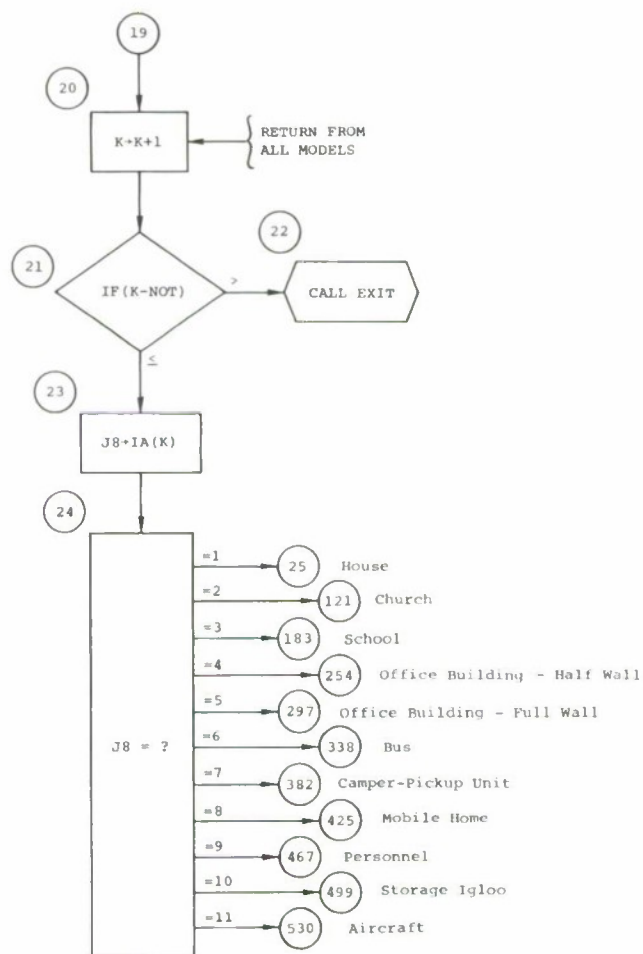 19
20
K→K+1
RETURN FROM
ALL MODELS
21
IF(K-NOT)
>
22
CALL EXIT
≤
23
J8→IA(K)
24
J8 = ?
=1 25 House
=2 121 Church
=3 183 School
=4 254 Office Building - Half Wall
=5 297 Office Building - Full Wall
=6 338 Bus
=7 382 Camper-Pickup Unit
=8 425 Mobile Home
=9 467 Personnel
=10 499 Storage Igloo
=11 530 Aircraft